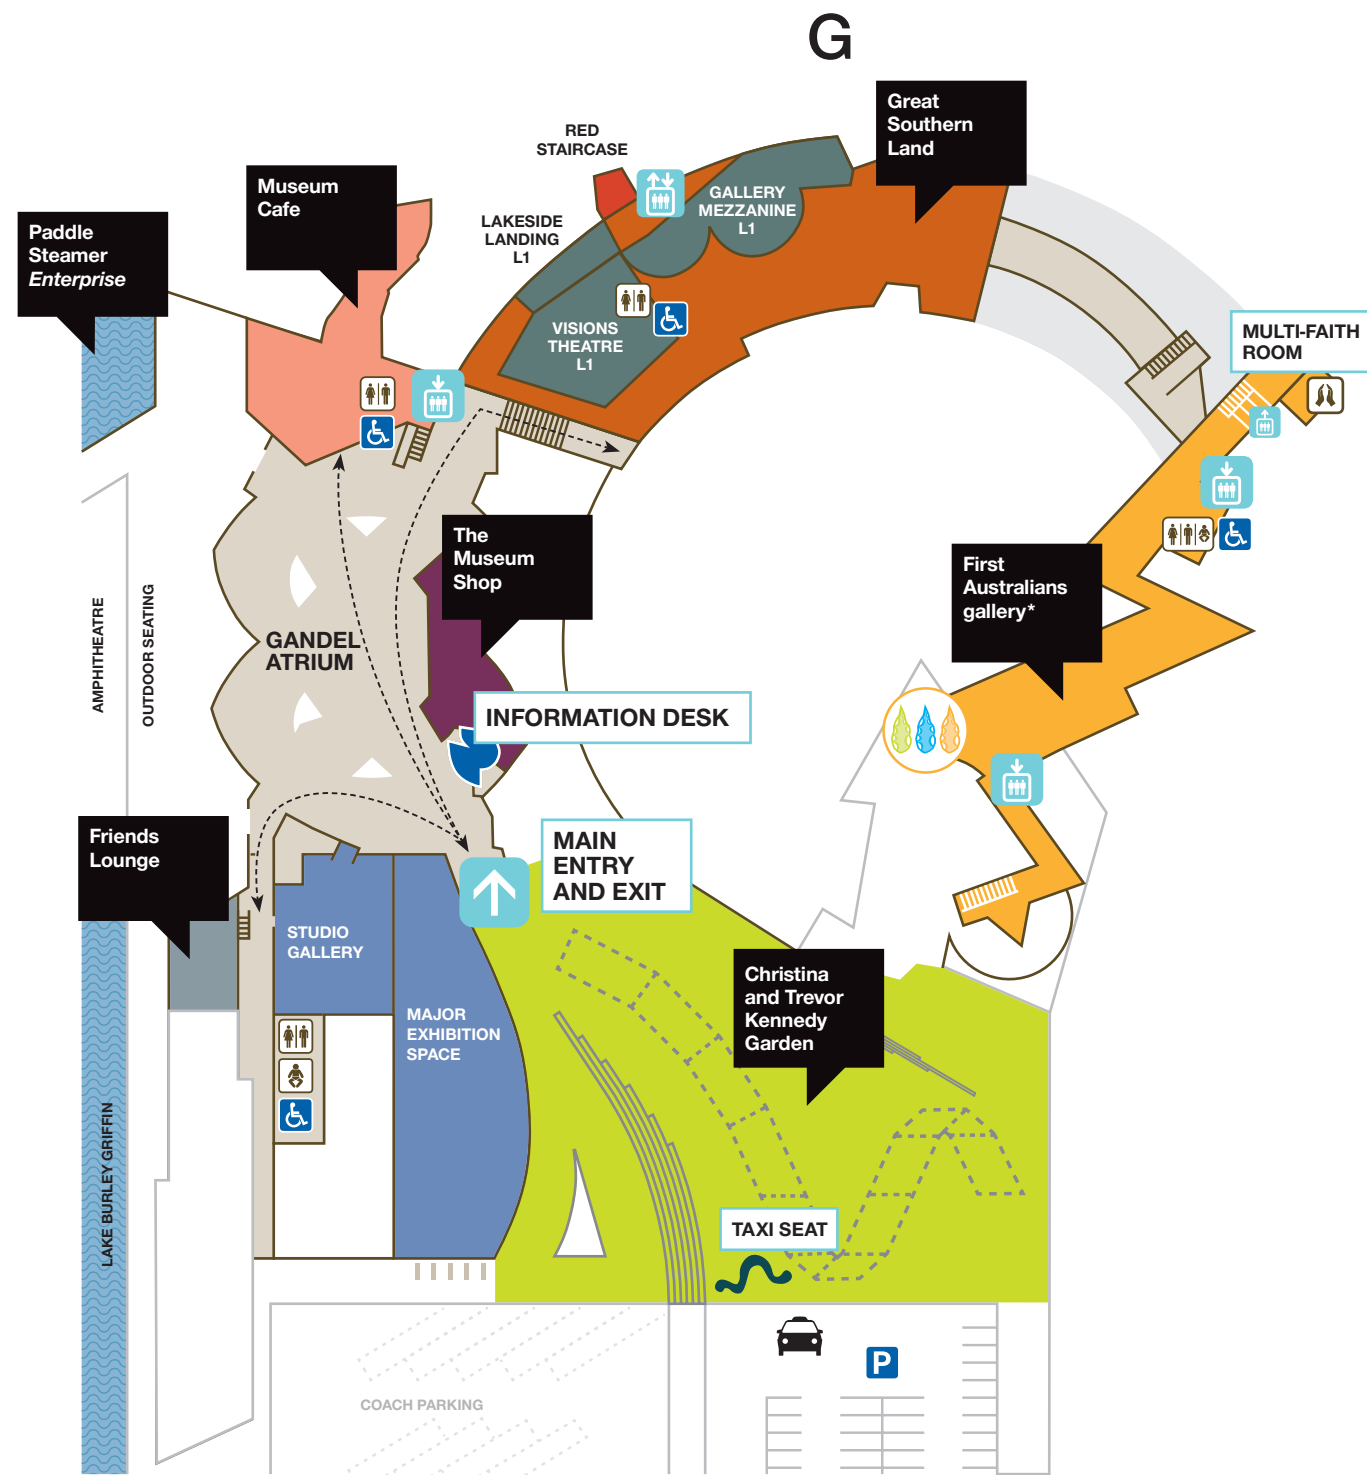 G
Great
Southern
Land
RED
STAIRCASE
Museum
Cafe
GALLERY
MEZZANINE
L1
LAKESIDE
LANDING
L1
Paddle
Steamer
Enterprise
VISIONS
THEATRE
L1
MULTI-FAITH
ROOM
The
Museum
Shop
First
Australians
gallery*
AMPHITHEATRE
OUTDOOR SEATING
GANDEL
ATRIUM
INFORMATION DESK
Friends
Lounge
MAIN
ENTRY
AND EXIT
STUDIO
GALLERY
Christina
and Trevor
Kennedy
Garden
MAJOR
EXHIBITION
SPACE
LAKE BURLEY GRIFFIN
TAXI SEAT
P
COACH PARKING